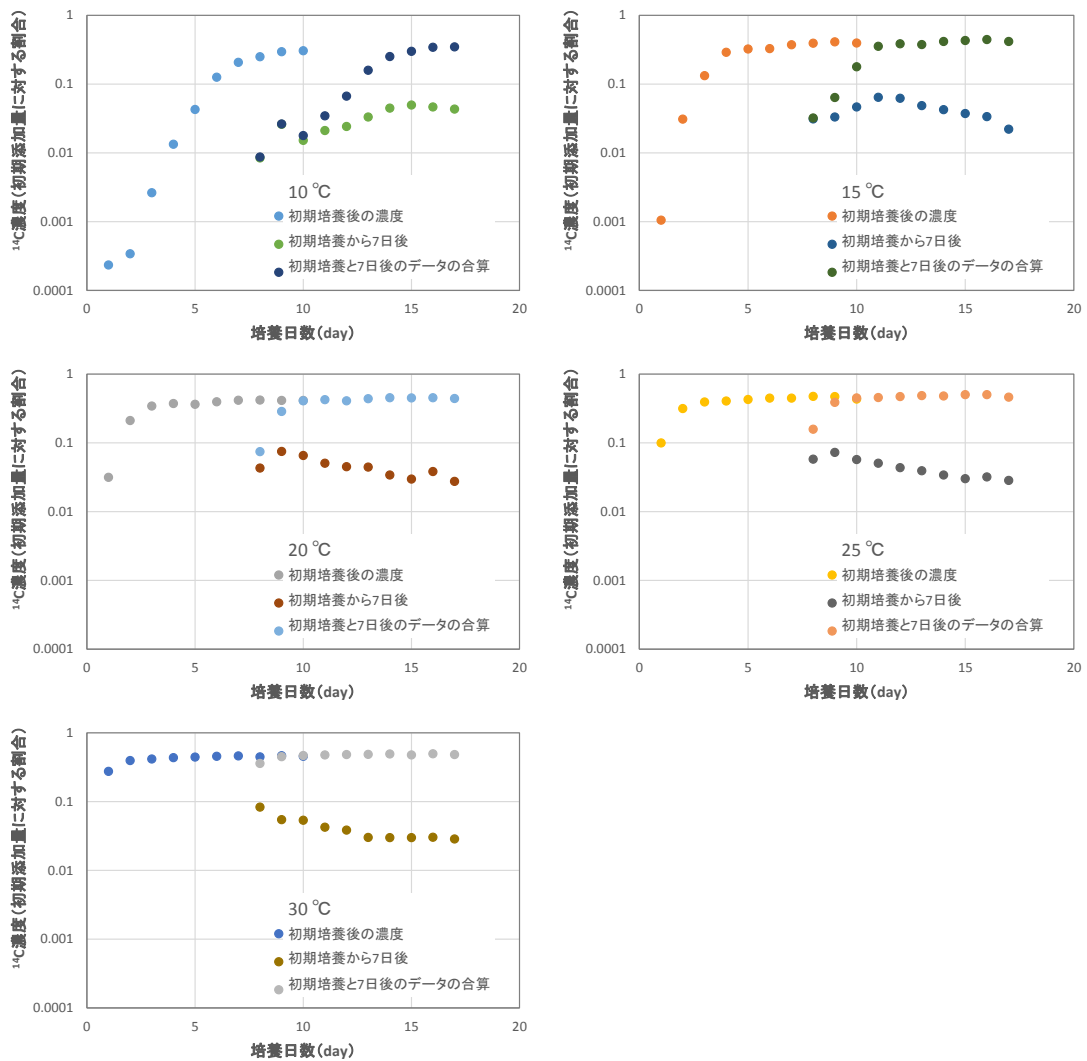 1
0.1
0.01
0.001
0.0001
0
5
10
15
20
¹⁴C濃度(初期添加量に対する割合)
培養日数(day)
10 ℃
初期培養後の濃度
初期培養から7日後
初期培養と7日後のデータの合算
1
0.1
0.01
0.001
0.0001
0
5
10
15
20
¹⁴C濃度(初期添加量に対する割合)
培養日数(day)
15 ℃
初期培養後の濃度
初期培養から7日後
初期培養と7日後のデータの合算
1
0.1
0.01
0.001
0.0001
0
5
10
15
20
¹⁴C濃度(初期添加量に対する割合)
培養日数(day)
20 ℃
初期培養後の濃度
初期培養から7日後
初期培養と7日後のデータの合算
1
0.1
0.01
0.001
0.0001
0
5
10
15
20
¹⁴C濃度(初期添加量に対する割合)
培養日数(day)
25 ℃
初期培養後の濃度
初期培養から7日後
初期培養と7日後のデータの合算
1
0.1
0.01
0.001
0.0001
0
5
10
15
20
¹⁴C濃度(初期添加量に対する割合)
培養日数(day)
30 ℃
初期培養後の濃度
初期培養から7日後
初期培養と7日後のデータの合算